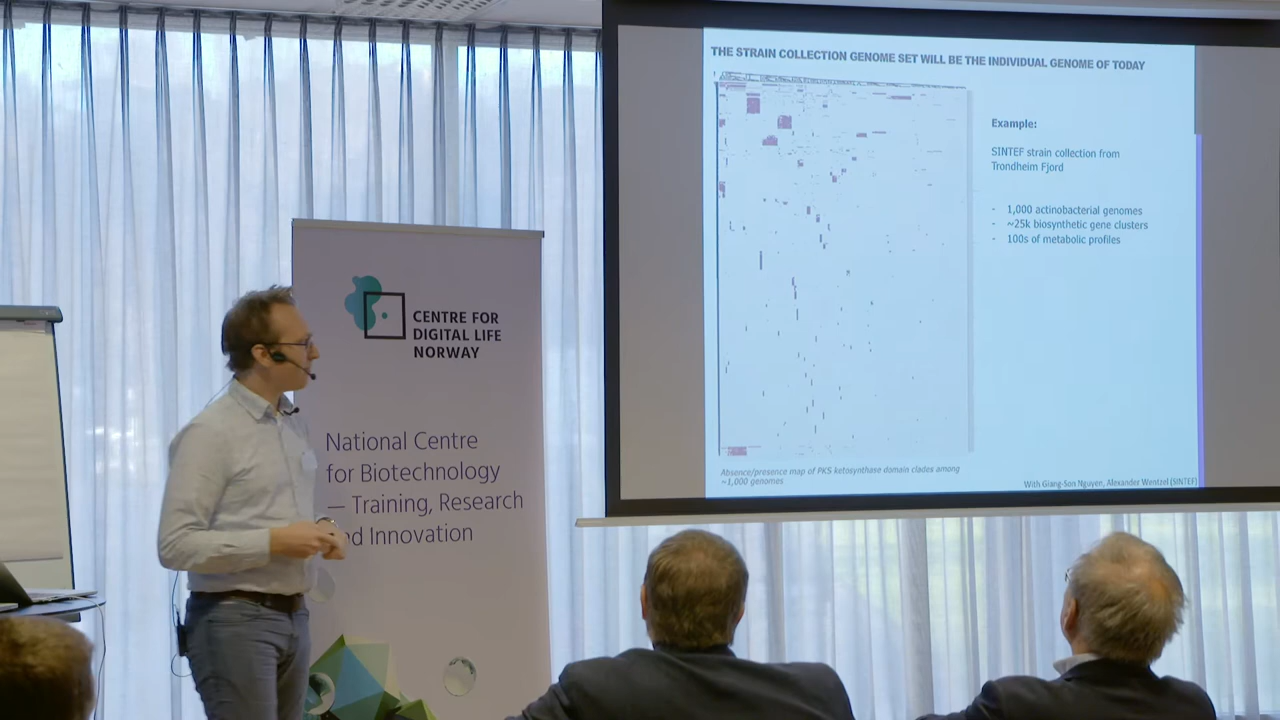 THE STRAIN COLLECTION GENOME SET WILL BE THE INDIVIDUAL GENOME OF TODAY
Example:
SINTEF strain collection from
Trondheim Fjord
- 1,000 actinobacterial genomes
- ~25k biosynthetic gene clusters
- 100s of metabolic profiles
Absence/presence map of PKS ketosynthase domain clades among
~1,000 genomes
With Giang-Son Nguyen, Alexander Wentzel (SINTEF)
CENTRE FOR
DIGITAL LIFE
NORWAY
National Centre
for Biotechnology
— Training, Research
nd Innovation